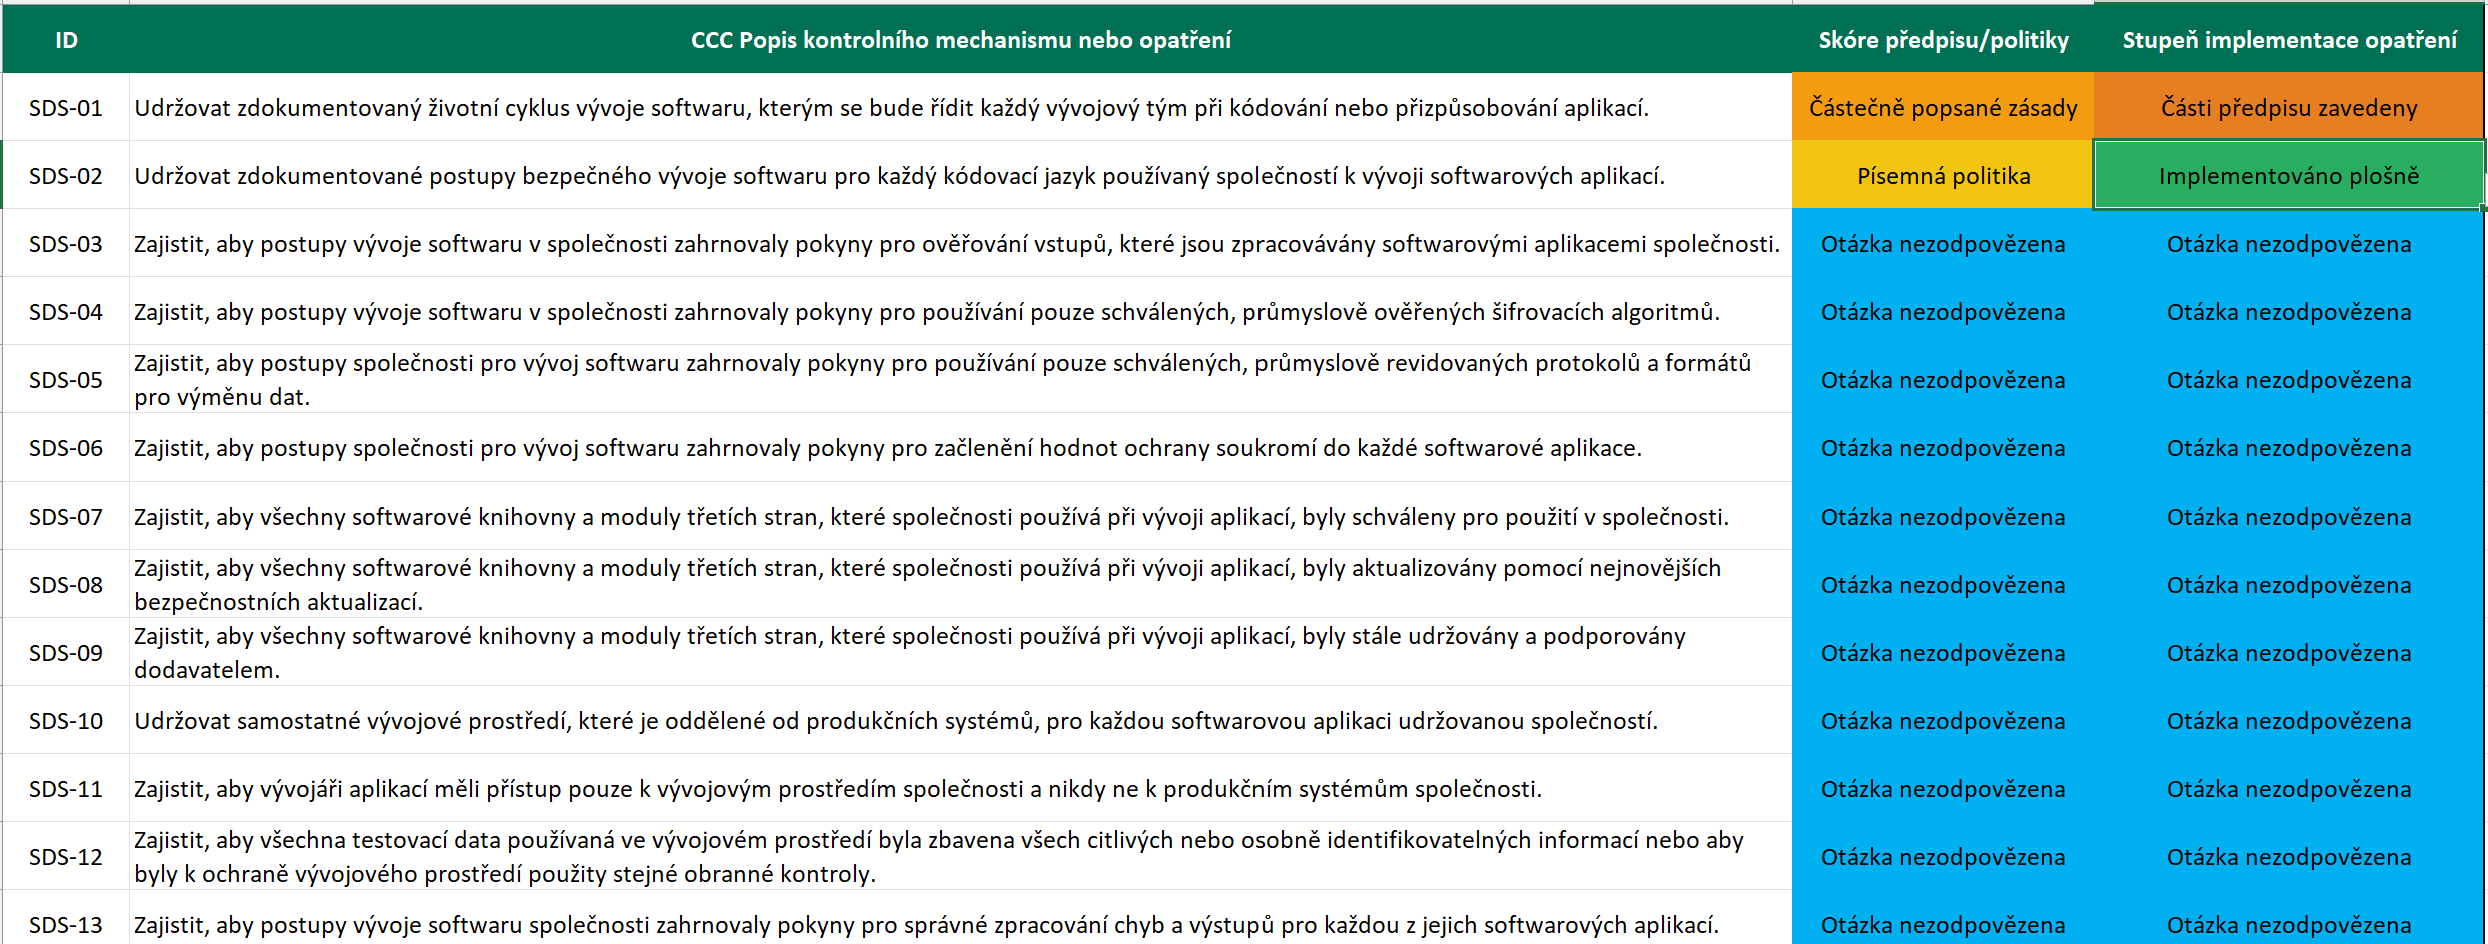 ID CCC Popis kontrolního mechanismu nebo opatření Skóre předpisu/politiky Stupeň implementace opatření
SDS-01 Udržovat zdokumentovaný životní cyklus vývoje softwaru, kterým se bude řídit každý vývojový tým při kódování nebo přizpůsobování aplikací. Částečně popsané zásady Části předpisu zavedeny
SDS-02 Udržovat zdokumentované postupy bezpečného vývoje softwaru pro každý kódovací jazyk používaný společností k vývoji softwarových aplikací. Písemná politika Implementováno plošně
SDS-03 Zajistit, aby postupy vývoje softwaru v společnosti zahrnovaly pokyny pro ověřování vstupů, které jsou zpracovávány softwarovými aplikacemi společnosti. Otázka nezodpovězena Otázka nezodpovězena
SDS-04 Zajistit, aby postupy vývoje softwaru v společnosti zahrnovaly pokyny pro používání pouze schválených, průmyslově ověřených šifrovacích algoritmů. Otázka nezodpovězena Otázka nezodpovězena
SDS-05 Zajistit, aby postupy společnosti pro vývoj softwaru zahrnovaly pokyny pro používání pouze schválených, průmyslově revidovaných protokolů a formátů
pro výměnu dat. Otázka nezodpovězena Otázka nezodpovězena
SDS-06 Zajistit, aby postupy společnosti pro vývoj softwaru zahrnovaly pokyny pro začlenění hodnot ochrany soukromí do každé softwarové aplikace. Otázka nezodpovězena Otázka nezodpovězena
SDS-07 Zajistit, aby všechny softwarové knihovny a moduly třetích stran, které společnosti používá při vývoji aplikací, byly schváleny pro použití v společnosti. Otázka nezodpovězena Otázka nezodpovězena
SDS-08 Zajistit, aby všechny softwarové knihovny a moduly třetích stran, které společnosti používá při vývoji aplikací, byly aktualizovány pomocí nejnovějších
bezpečnostních aktualizací. Otázka nezodpovězena Otázka nezodpovězena
SDS-09 Zajistit, aby všechny softwarové knihovny a moduly třetích stran, které společnosti používá při vývoji aplikací, byly stále udržovány a podporovány
dodavatelem. Otázka nezodpovězena Otázka nezodpovězena
SDS-10 Udržovat samostatné vývojové prostředí, které je oddělené od produkčních systémů, pro každou softwarovou aplikaci udržovanou společností. Otázka nezodpovězena Otázka nezodpovězena
SDS-11 Zajistit, aby vývojáři aplikací měli přístup pouze k vývojovým prostředím společnosti a nikdy ne k produkčním systémům společnosti. Otázka nezodpovězena Otázka nezodpovězena
SDS-12 Zajistit, aby všechna testovací data používaná ve vývojovém prostředí byla zbavena všech citlivých nebo osobně identifikovatelných informací nebo aby
byly k ochraně vývojového prostředí použity stejné obranné kontroly. Otázka nezodpovězena Otázka nezodpovězena
SDS-13 Zajistit, aby postupy vývoje softwaru společnosti zahrnovaly pokyny pro správné zpracování chyb a výstupů pro každou z jejich softwarových aplikací. Otázka nezodpovězena Otázka nezodpovězena